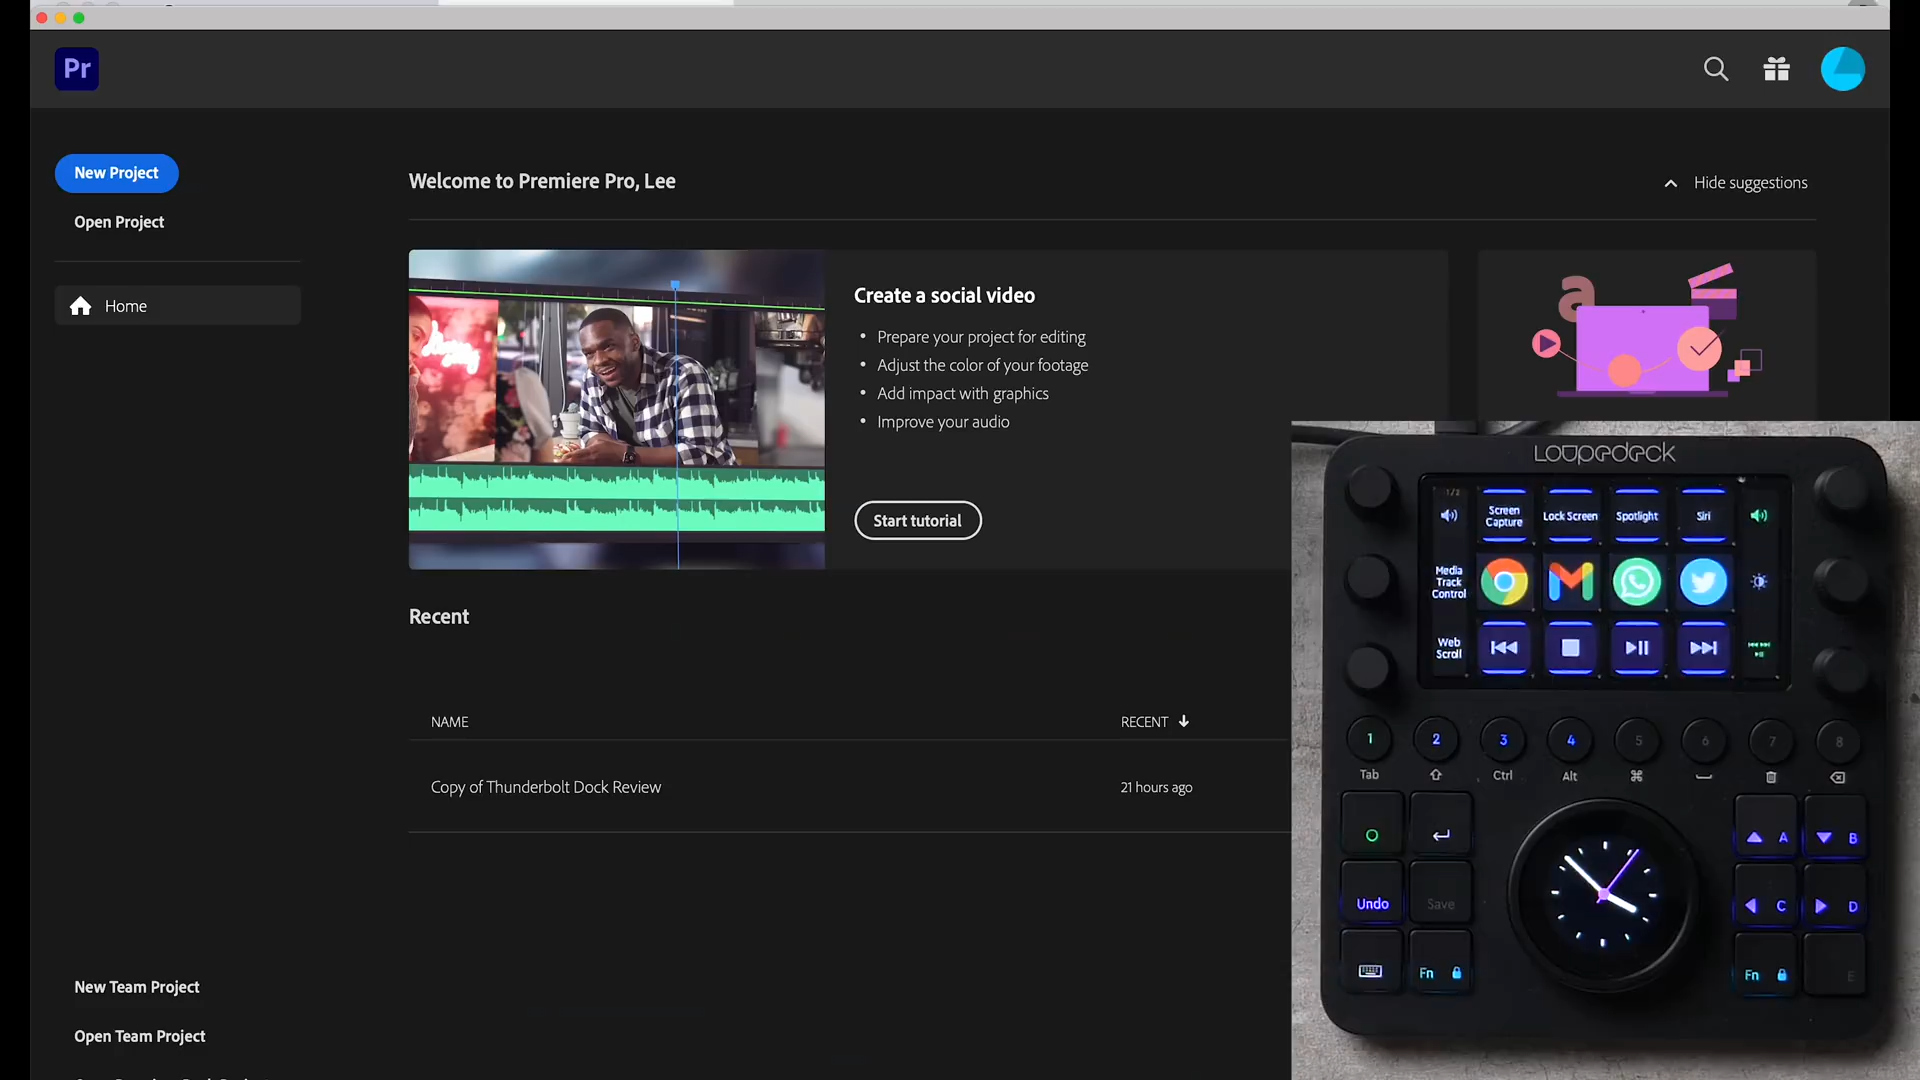 Pr
New Project
Open Project
Home
Welcome to Premiere Pro, Lee
Hide suggestions
Create a social video
• Prepare your project for editing
• Adjust the color of your footage
• Add impact with graphics
• Improve your audio
Start tutorial
a
Recent
NAME
RECENT
Copy of Thunderbolt Dock Review
21 hours ago
New Team Project
Open Team Project
Loupedeck
Screen
Capture
Lock Screen
Spotlight
Siri
Media
Track
Control
Web
Scroll
1 2 3 4 5 6 7 8
Tab
Ctrl
Alt
⌘
A
B
Undo
Save
C
D
Fn
Fn
E